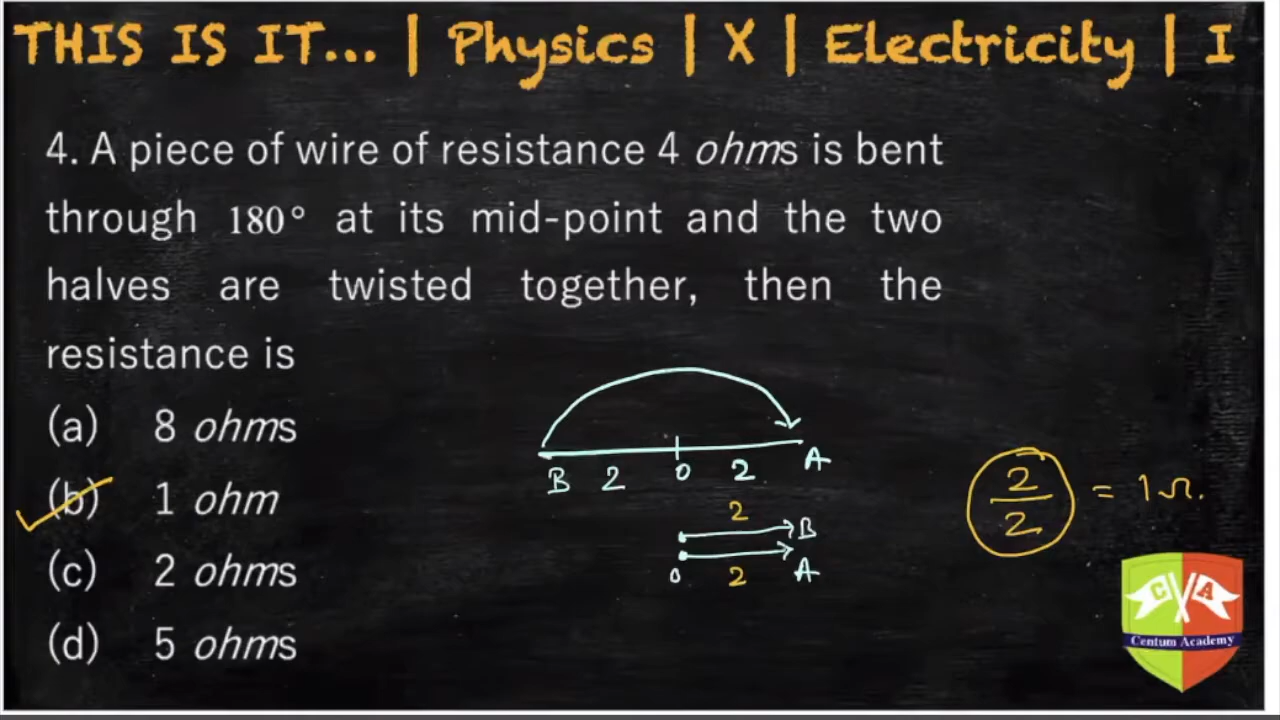 THIS IS IT... | Physics | X | Electricity | I
4. A piece of wire of resistance 4 ohms is bent
through 180° at its mid-point and the two
halves are twisted together, then the
resistance is
(a) 8 ohms
(b) 1 ohm
(c) 2 ohms
(d) 5 ohms
B 2 0 2 A
2 B
0 2 A
2/2 = 1Ω.
C A
Centum Academy